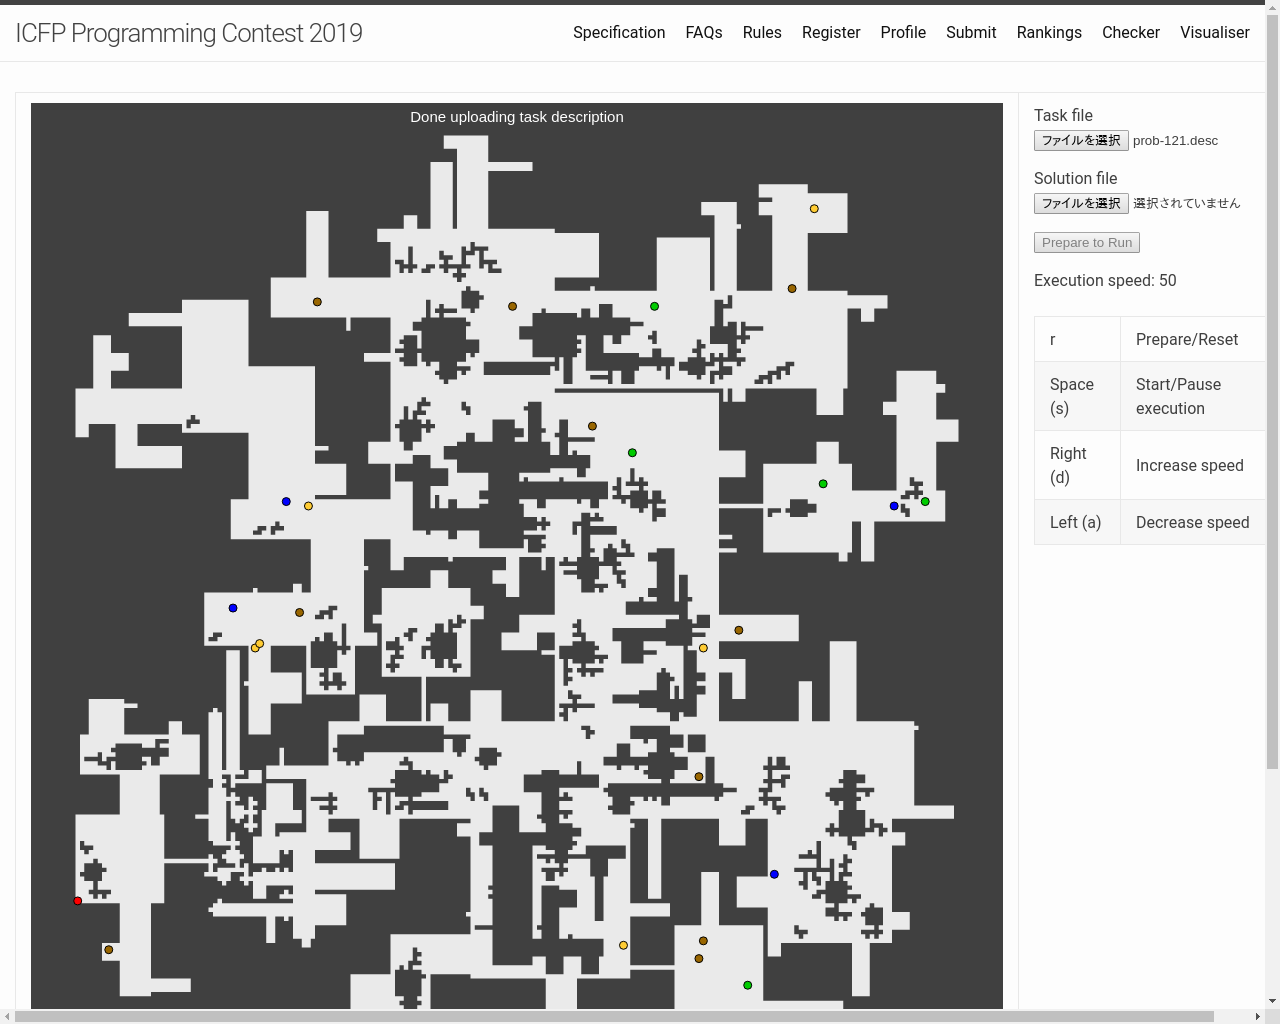 ICFP Programming Contest 2019
Specification FAQs Rules Register Profile Submit Rankings Checker Visualiser
Done uploading task description
Task file
ファイルを選択 prob-121.desc
Solution file
ファイルを選択 選択されていません
Prepare to Run
Execution speed: 50
r Prepare/Reset
Space (s) Start/Pause execution
Right (d) Increase speed
Left (a) Decrease speed